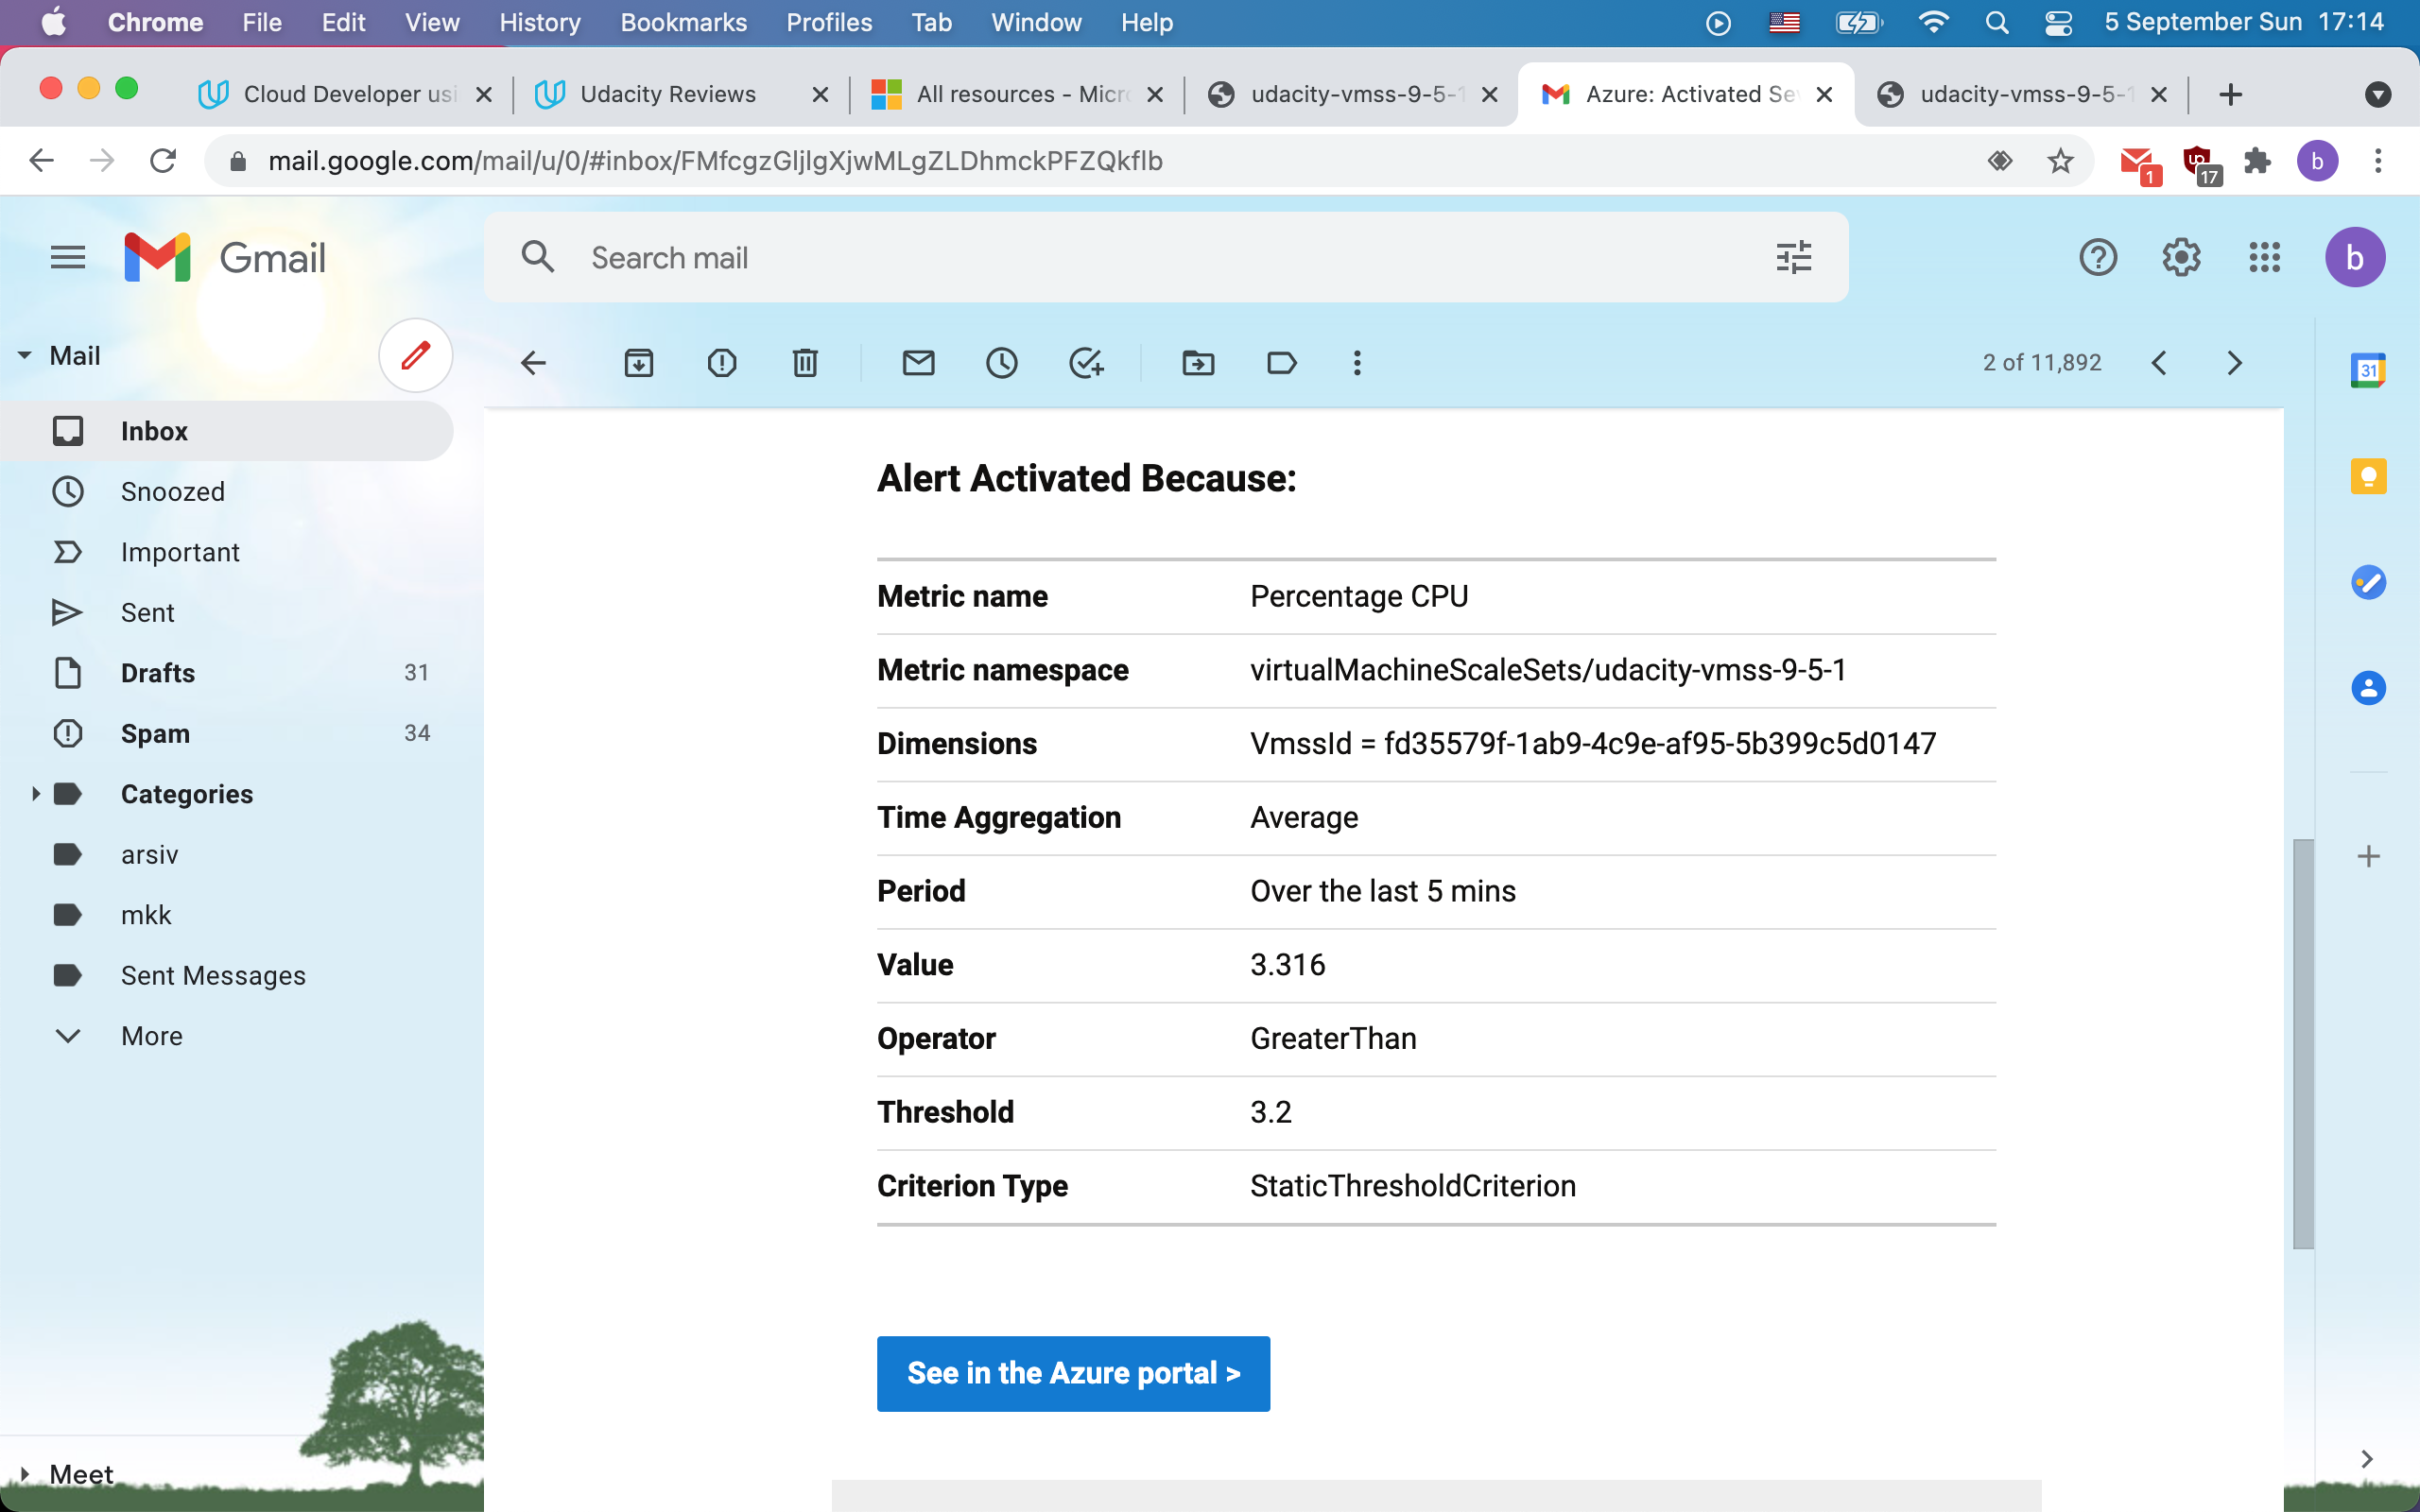 Chrome File Edit View History Bookmarks Profiles Tab Window Help 5 September Sun 17:14
Cloud Developer usi Udacity Reviews All resources - Micro udacity-vmss-9-5-1 Azure: Activated Sev udacity-vmss-9-5-1
mail.google.com/mail/u/0/#inbox/FMfcgzGljlgXjwMLgZLDhmckPFZQkflb 1 17 b
Gmail Search mail b
Mail 2 of 11,892
31
Inbox
Snoozed
Important
Sent
Drafts 31
Spam 34
Categories
arsiv
mkk
Sent Messages
More
Meet
Alert Activated Because:
Metric name Percentage CPU
Metric namespace virtualMachineScaleSets/udacity-vmss-9-5-1
Dimensions VmssId = fd35579f-1ab9-4c9e-af95-5b399c5d0147
Time Aggregation Average
Period Over the last 5 mins
Value 3.316
Operator GreaterThan
Threshold 3.2
Criterion Type StaticThresholdCriterion
See in the Azure portal >